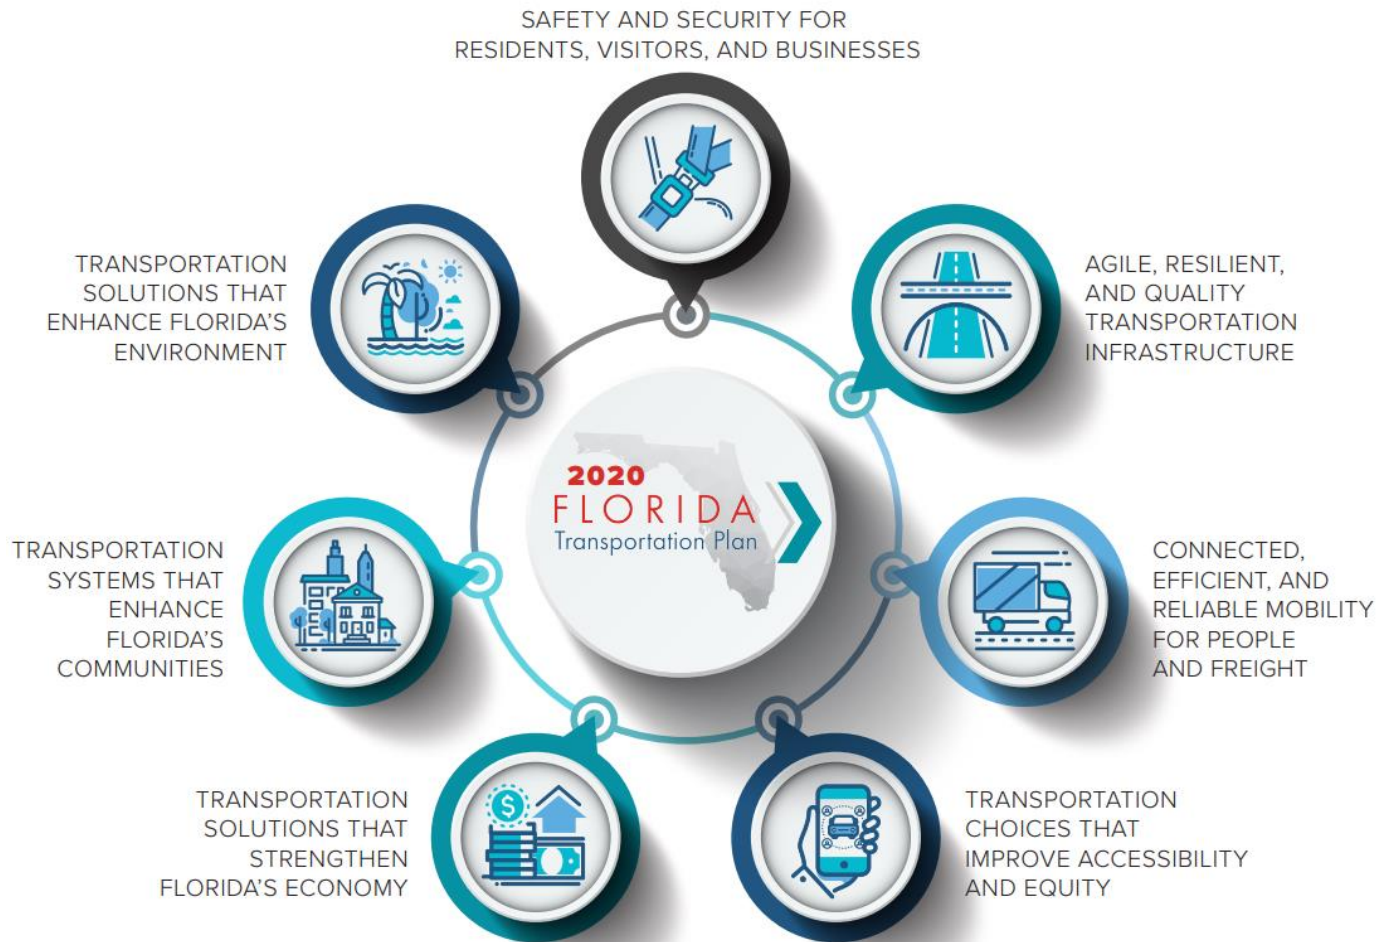 SAFETY AND SECURITY FOR
RESIDENTS, VISITORS, AND BUSINESSES
AGILE, RESILIENT,
AND QUALITY
TRANSPORTATION
INFRASTRUCTURE
CONNECTED,
EFFICIENT, AND
RELIABLE MOBILITY
FOR PEOPLE
AND FREIGHT
TRANSPORTATION
CHOICES THAT
IMPROVE ACCESSIBILITY
AND EQUITY
TRANSPORTATION
SOLUTIONS THAT
STRENGTHEN
FLORIDA’S ECONOMY
$
TRANSPORTATION
SYSTEMS THAT
ENHANCE
FLORIDA’S
COMMUNITIES
TRANSPORTATION
SOLUTIONS THAT
ENHANCE FLORIDA’S
ENVIRONMENT
2020
FLORIDA
Transportation Plan